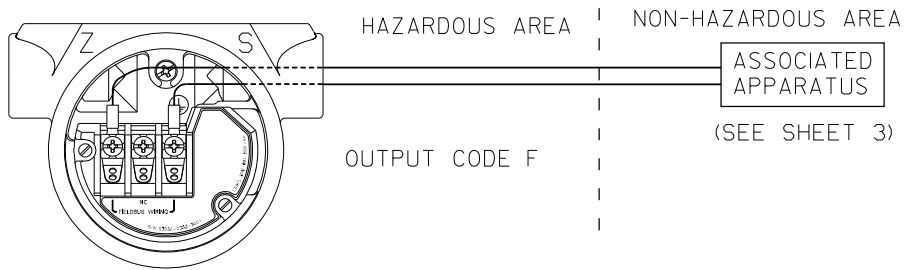 HAZARDOUS AREA
NON-HAZARDOUS AREA
Z S
ASSOCIATED
APPARATUS
(SEE SHEET 3)
OUTPUT CODE F
NC
FIELDBUS WIRING